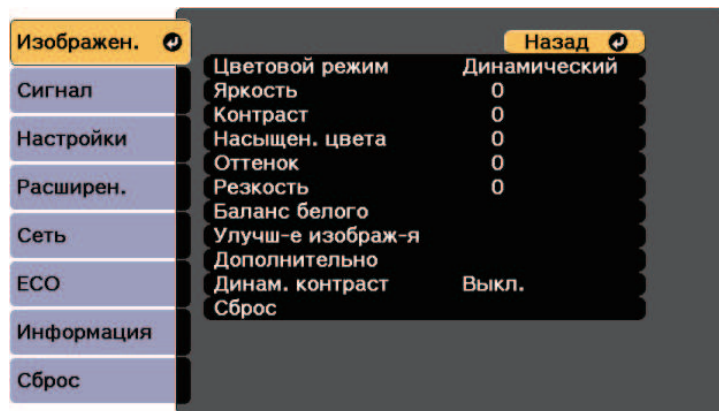 Изображен.
Сигнал
Настройки
Расширен.
Сеть
ECO
Информация
Сброс
Назад
Цветовой режим Динамический
Яркость 0
Контраст 0
Насыщен. цвета 0
Оттенок 0
Резкость 0
Баланс белого
Улучш-е изображ-я
Дополнительно
Динам. контраст Выкл.
Сброс